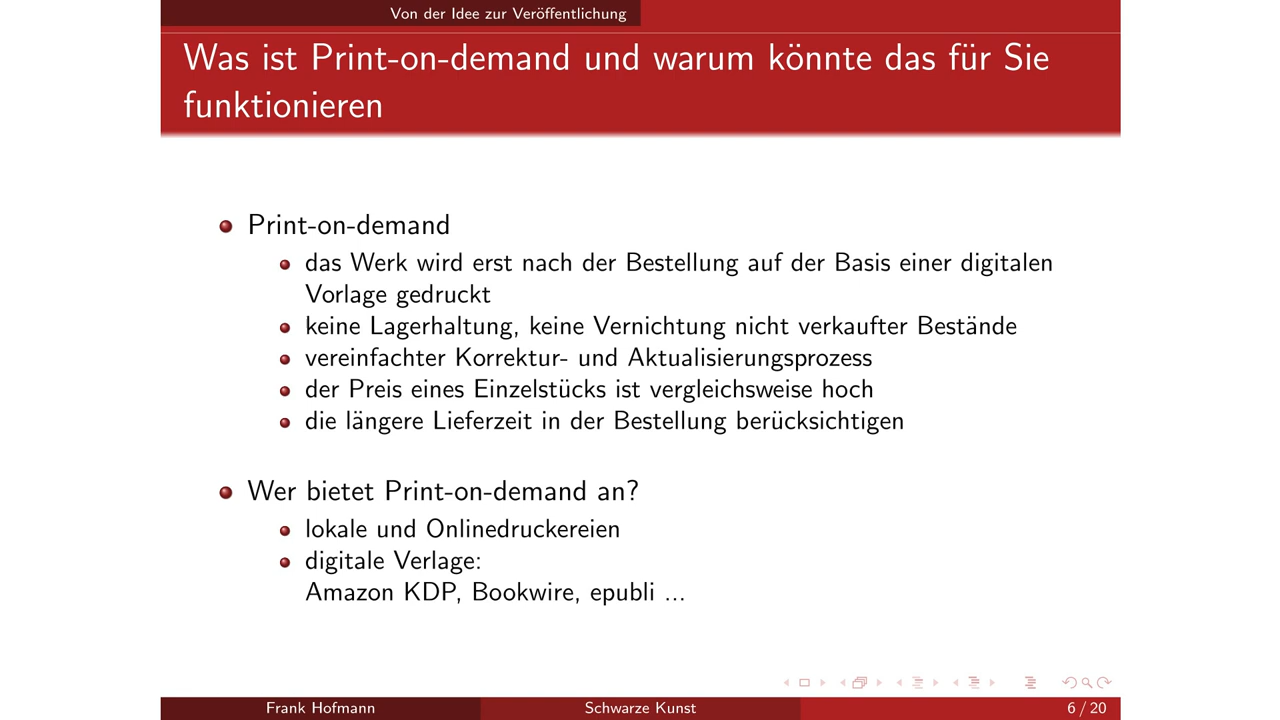 Von der Idee zur Veröffentlichung
Was ist Print-on-demand und warum könnte das für Sie
funktionieren
Print-on-demand
das Werk wird erst nach der Bestellung auf der Basis einer digitalen
Vorlage gedruckt
keine Lagerhaltung, keine Vernichtung nicht verkaufter Bestände
vereinfachter Korrektur- und Aktualisierungsprozess
der Preis eines Einzelstücks ist vergleichsweise hoch
die längere Lieferzeit in der Bestellung berücksichtigen
Wer bietet Print-on-demand an?
lokale und Onlinedruckereien
digitale Verlage:
Amazon KDP, Bookwire, epubli ...
Frank Hofmann
Schwarze Kunst
6 / 20